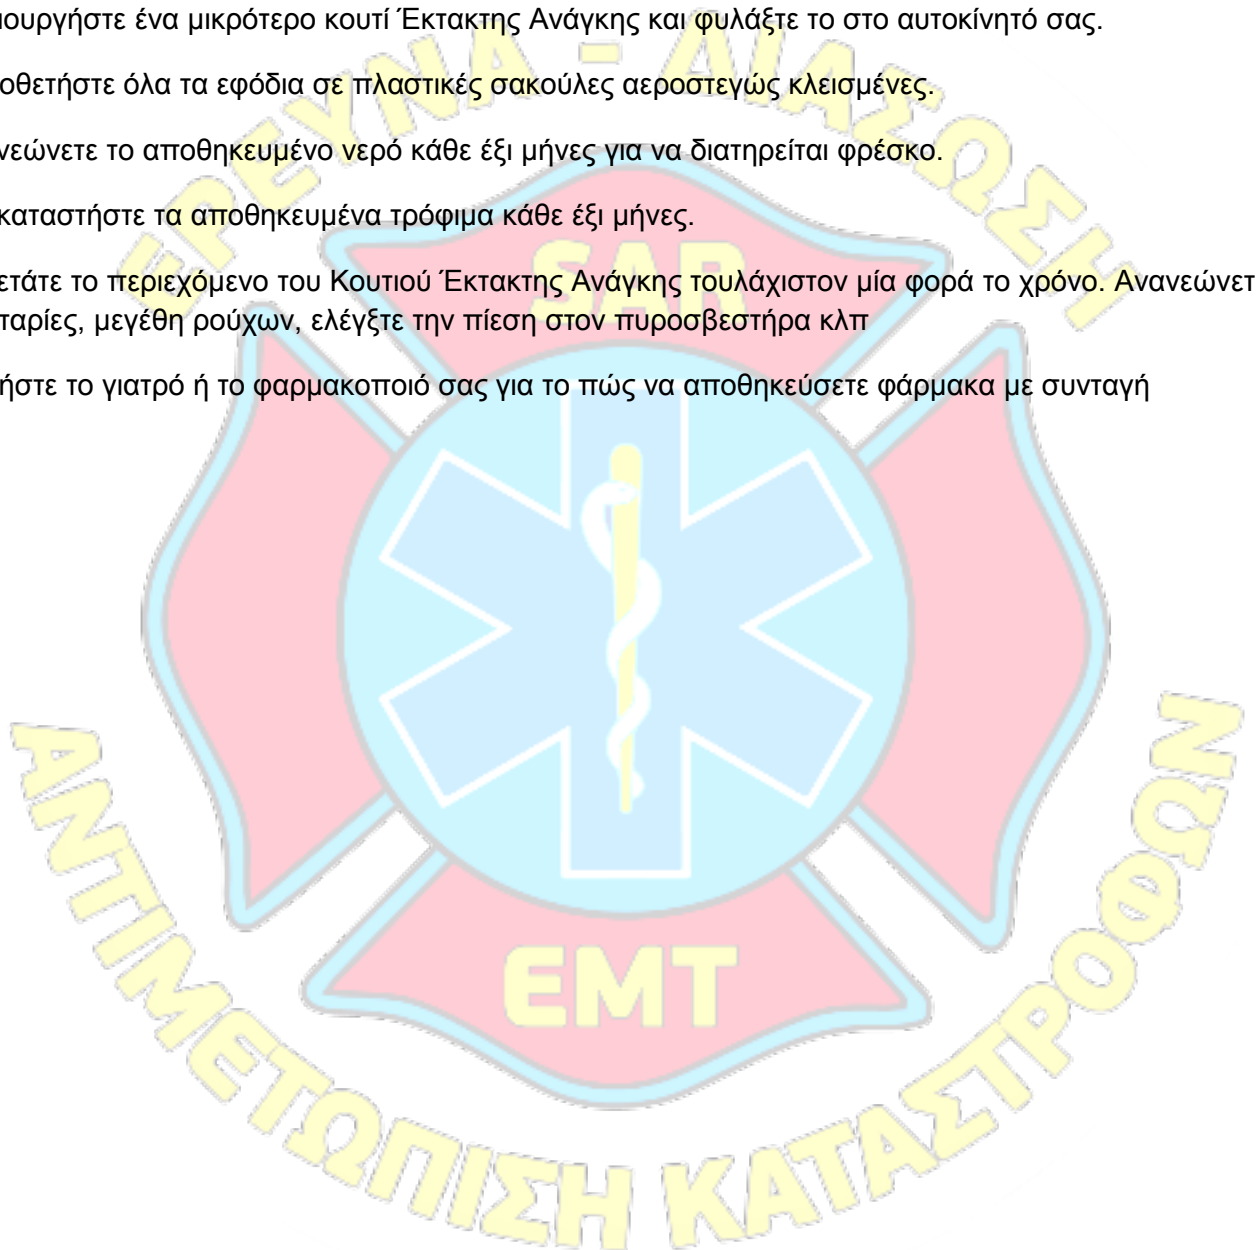 ιουργήστε ένα μικρότερο κουτί Έκτακτης Ανάγκης και φυλάξτε το στο αυτοκίνητό σας.
οθετήστε όλα τα εφόδια σε πλαστικές σακούλες αεροστεγώς κλεισμένες.
νεώνετε το αποθηκευμένο νερό κάθε έξι μήνες για να διατηρείται φρέσκο.
καταστήστε τα αποθηκευμένα τρόφιμα κάθε έξι μήνες.
ετάτε το περιεχόμενο του Κουτιού Έκτακτης Ανάγκης τουλάχιστον μία φορά το χρόνο. Ανανεώνετ
ταρίες, μεγέθη ρούχων, ελέγξτε την πίεση στον πυροσβεστήρα κλπ
ήστε το γιατρό ή το φαρμακοποιό σας για το πώς να αποθηκεύσετε φάρμακα με συνταγή
ΕΡΕΥΝΑ - ΔΙΑΣΩΣΗ
SAR
EMT
ΑΝΤΙΜΕΤΩΠΙΣΗ ΚΑΤΑΣΤΡΟΦΩΝ